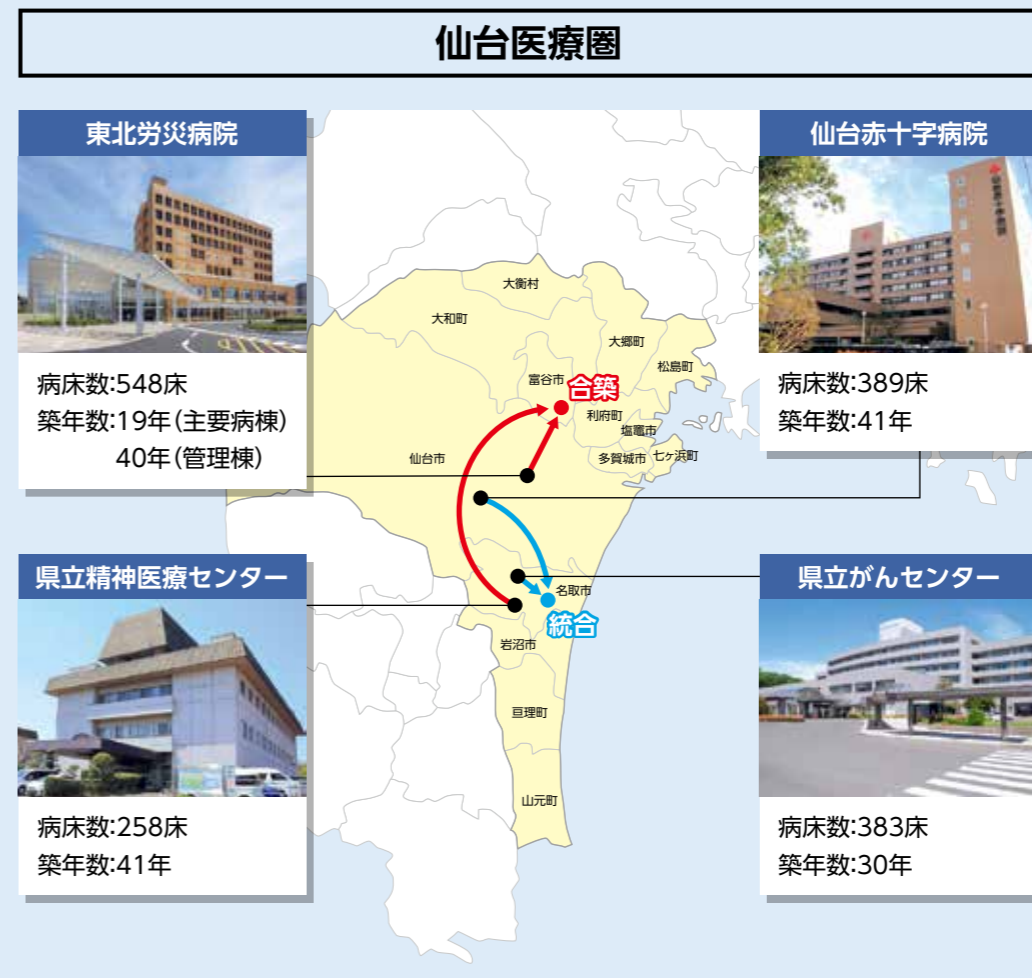 仙台医療圏
東北労災病院
病床数:548床
築年数:19年(主要病棟)
40年(管理棟)
仙台赤十字病院
仙台赤十字病院
病床数:389床
築年数:41年
大衡村
大和町
大郷町
松島町
富谷市
合築
利府町
塩竈市
仙台市
多賀城市
七ヶ浜町
名取市
統合
岩沼市
亘理町
山元町
県立精神医療センター
病床数:258床
築年数:41年
県立がんセンター
病床数:383床
築年数:30年